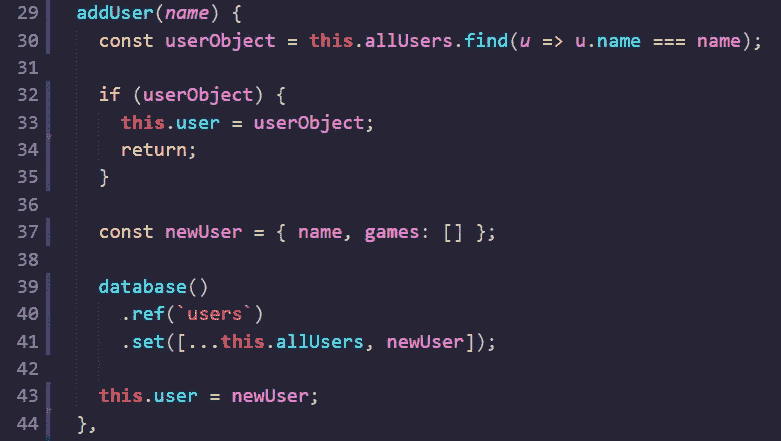 29 addUser(name) {
30 const userObject = this.allUsers.find(u => u.name === name);
31
32 if (userObject) {
33 this.user = userObject;
34 return;
35 }
36
37 const newUser = { name, games: [] };
38
39 database()
40 .ref(`users`)
41 .set([...this.allUsers, newUser]);
42
43 this.user = newUser;
44 },